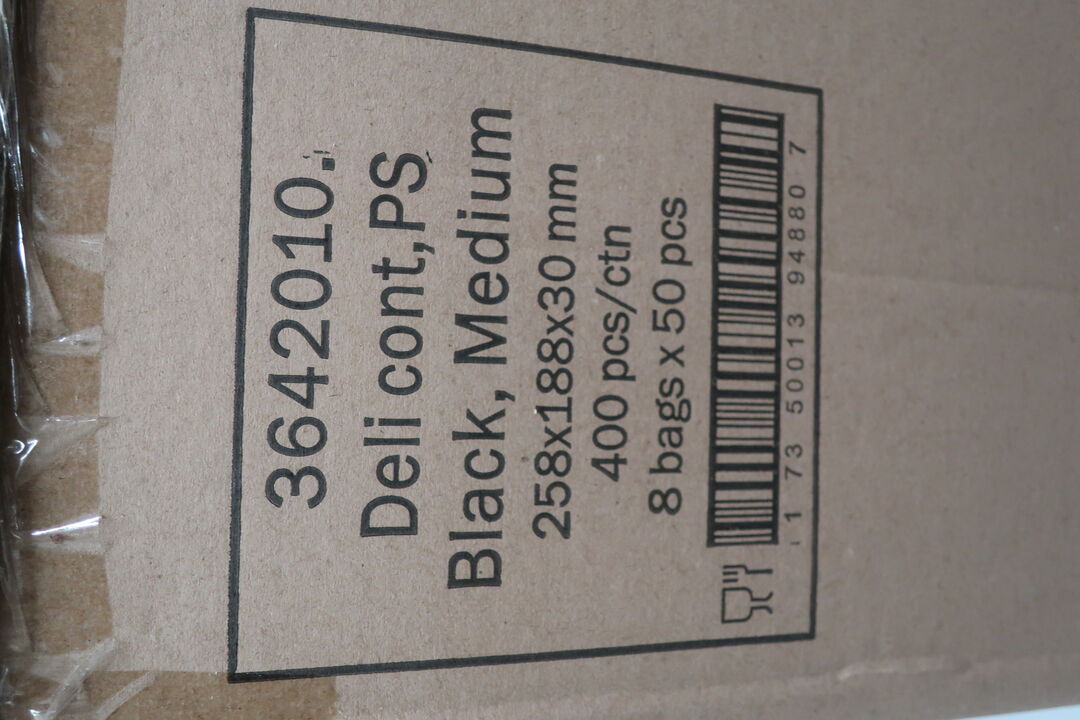 3642010.
Deli cont,PS
Black, Medium
258x188x30 mm
400 pcs/ctn
8 bags x 50 pcs
1 73 50013 94880 7